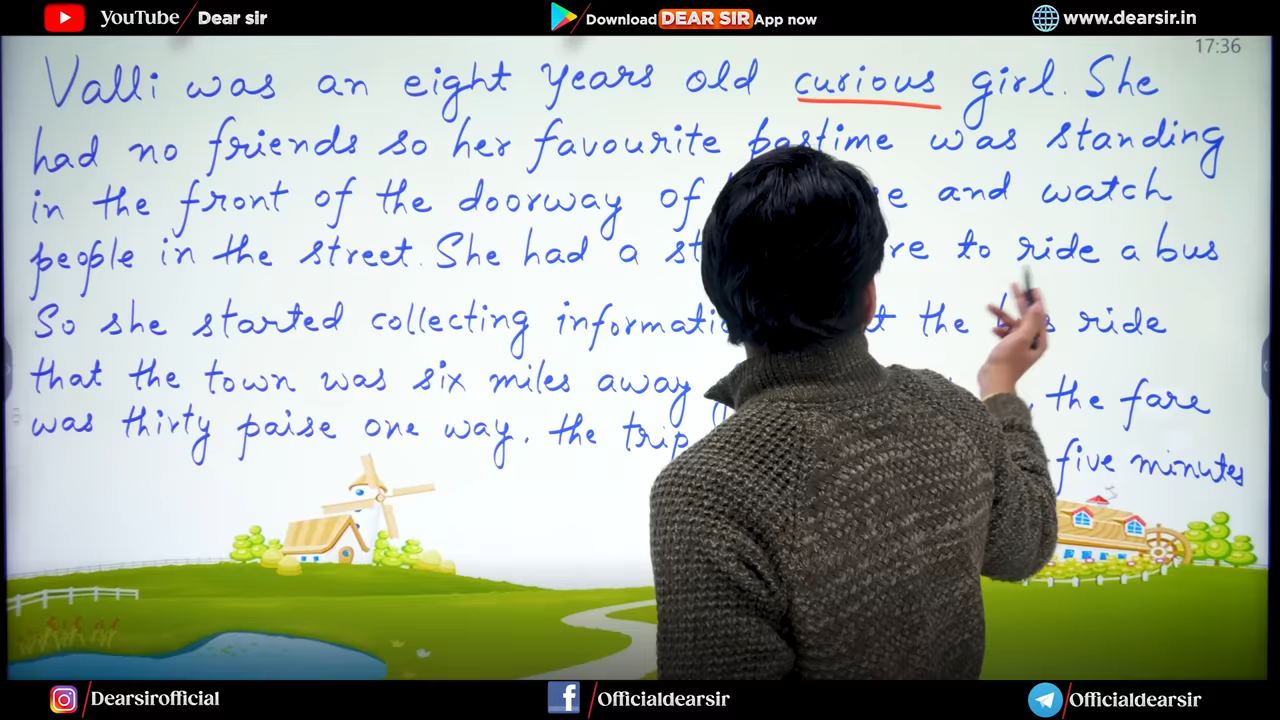 YouTube / Dear sir
Download DEAR SIR App now
www.dearsir.in
17:36
Valli was an eight years old curious girl. She
had no friends so her favourite pastime was standing
in the front of the doorway of and watch
people in the street. She had a to ride a bus
So she started collecting the ride
that the town was six miles away the fare
was thirty paise one way. the trip five minutes
Dearsirofficial
Officialdearsir
Officialdearsir